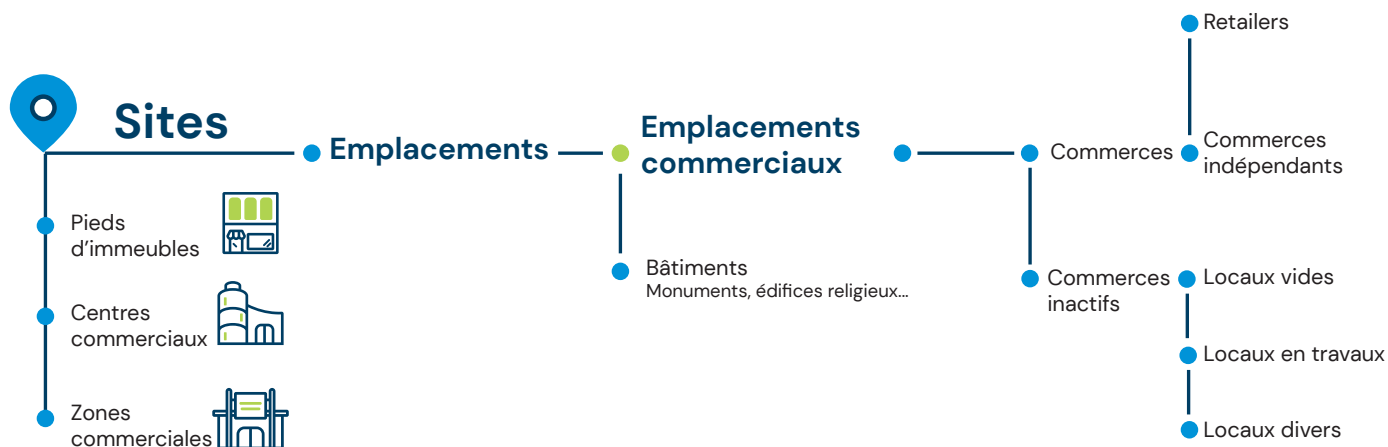 Sites
Pieds
d’immeubles
Centres
commerciaux
Zones
commerciales
Emplacements
Emplacements
commerciaux
Bâtiments
Monuments, édifices religieux...
Commerces
Retailers
Commerces
indépendants
Commerces
inactifs
Locaux vides
Locaux en travaux
Locaux divers